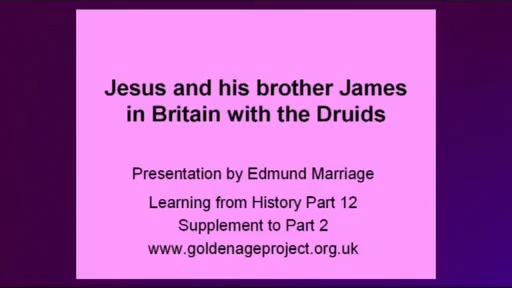 Jesus and his brother James
in Britain with the Druids
Presentation by Edmund Marriage
Learning from History Part 12
Supplement to Part 2
www.goldenageproject.org.uk